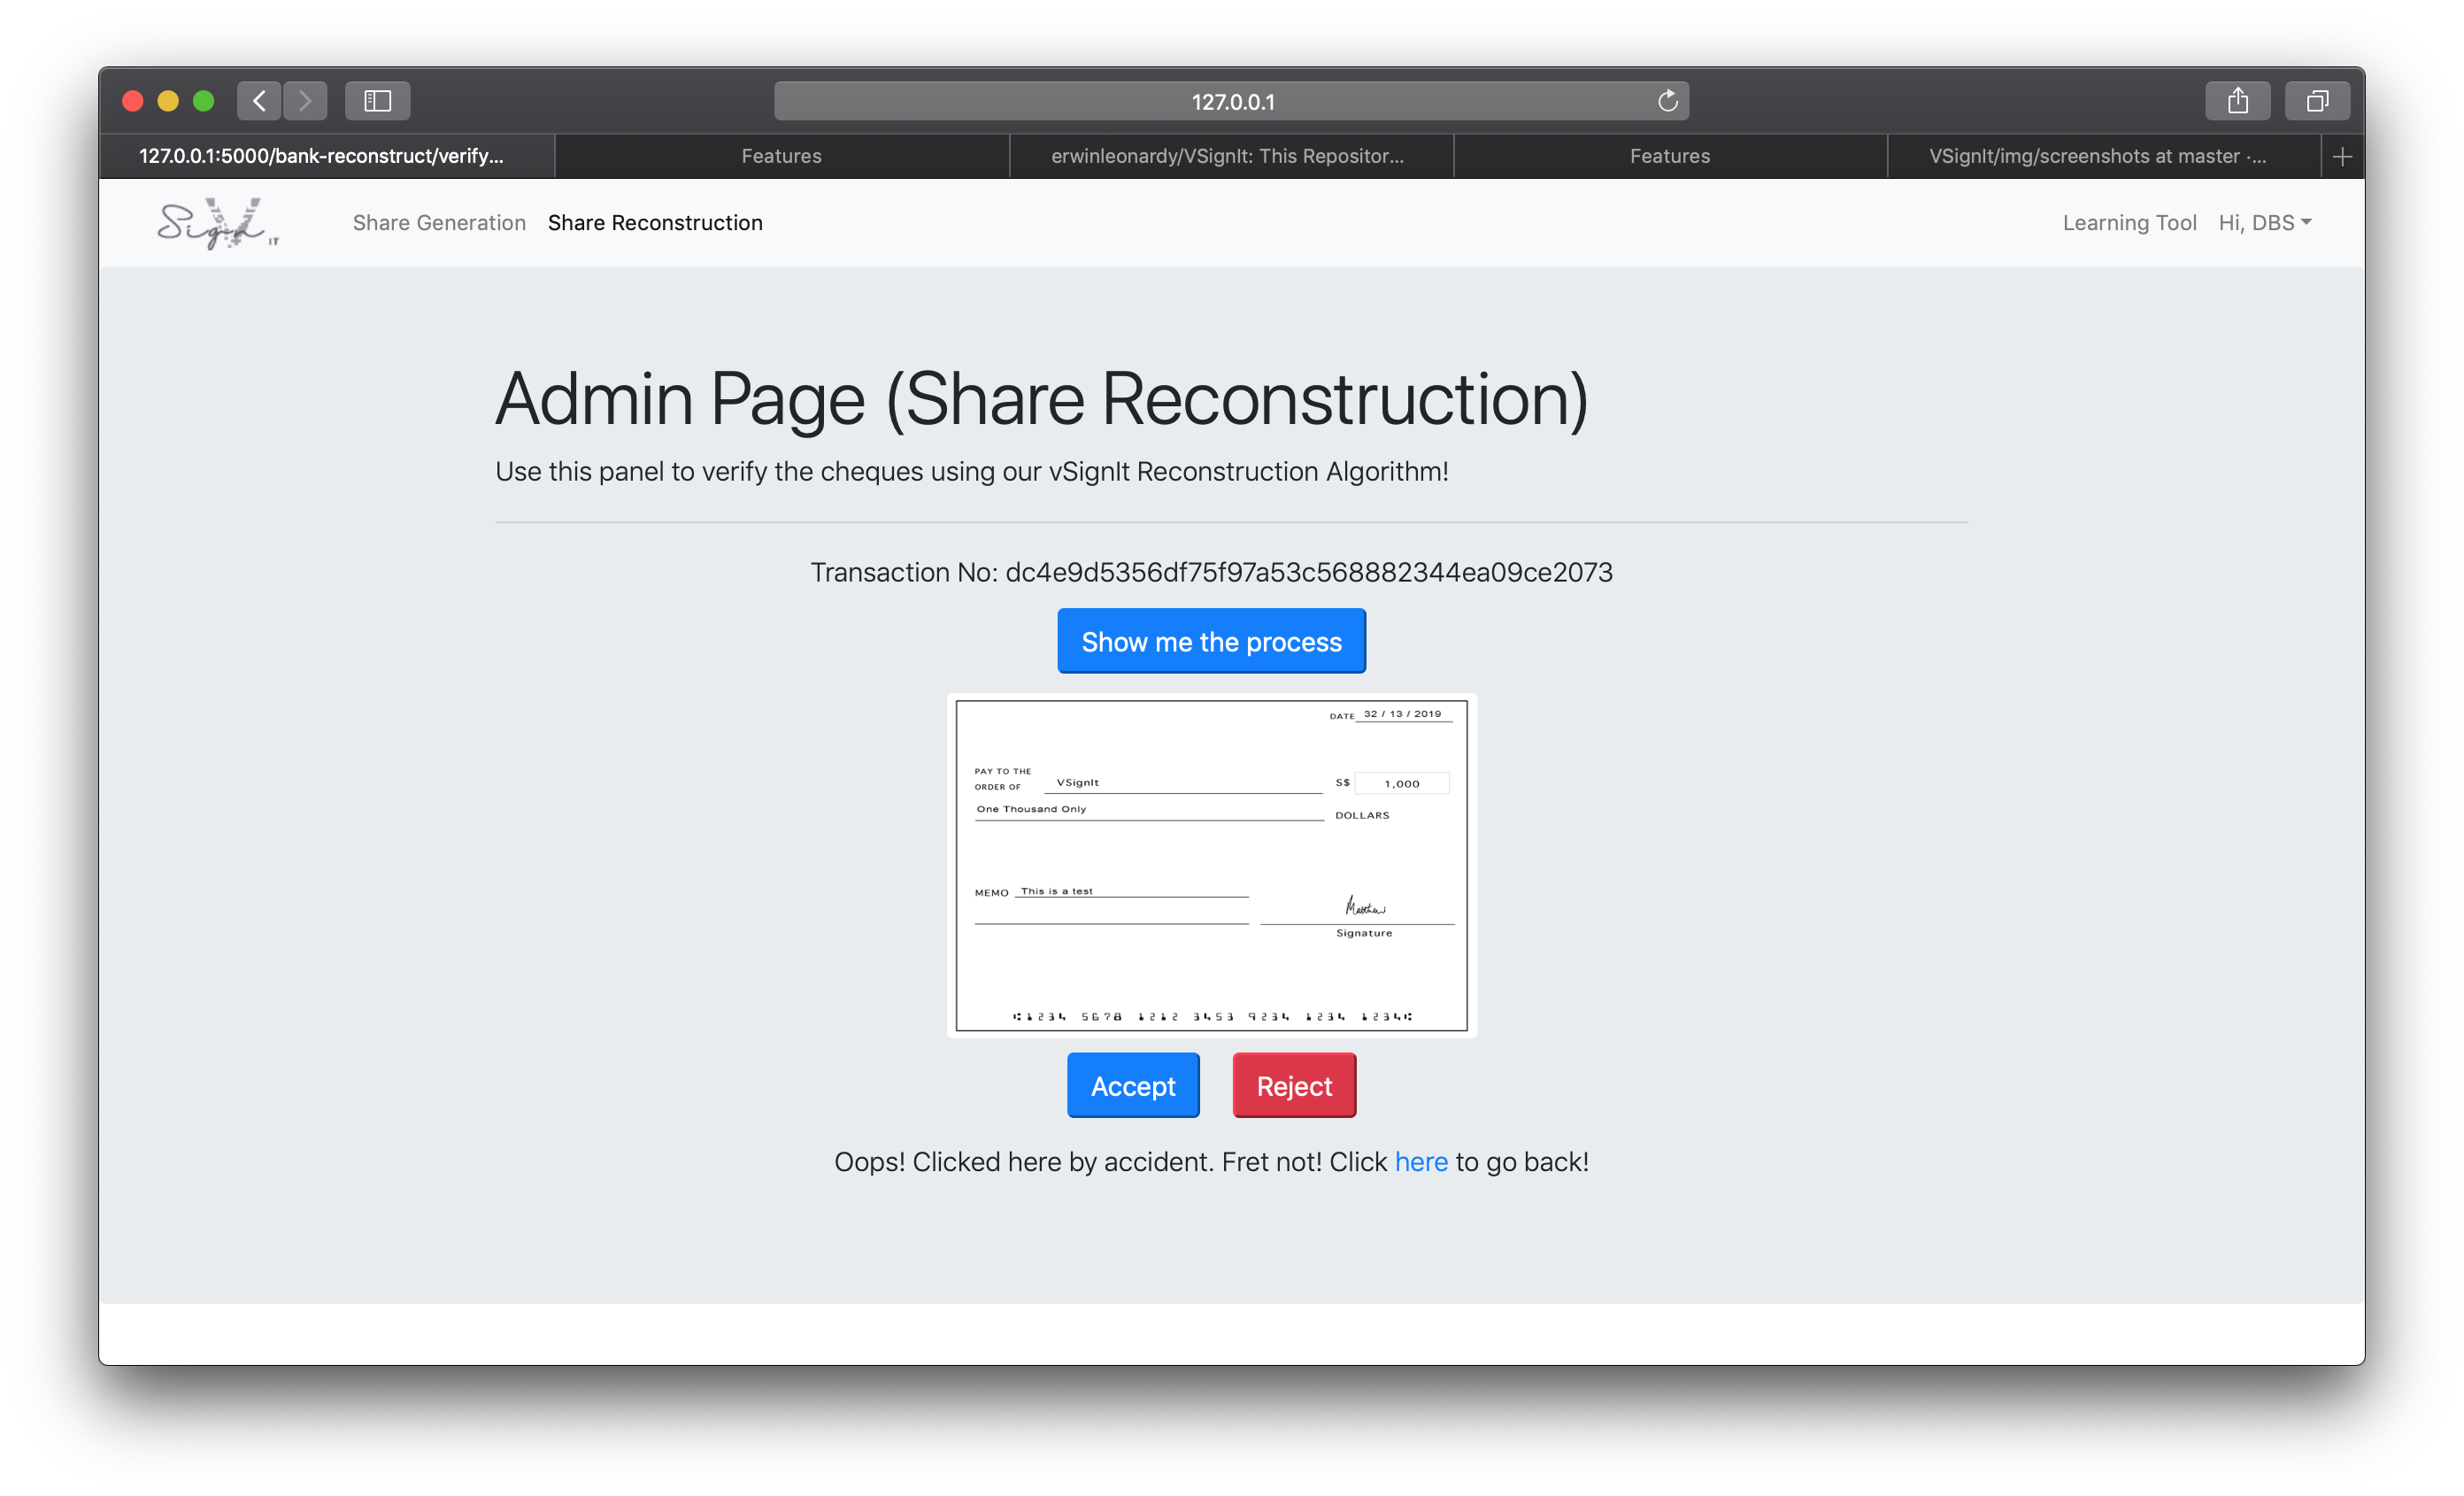 127.0.0.1
127.0.0.1:5000/bank-reconstruct/verify...
Features
erwinleonardy/VSignIt: This Repositor...
Features
VSignIt/img/screenshots at master ·...
Sign V IT
Share Generation
Share Reconstruction
Learning Tool
Hi, DBS
Admin Page (Share Reconstruction)
Use this panel to verify the cheques using our vSignIt Reconstruction Algorithm!
Transaction No: dc4e9d5356df75f97a53c568882344ea09ce2073
Show me the process
DATE 32 / 13 / 2019
PAY TO THE
ORDER OF VSignIt S$ 1,000
One Thousand Only DOLLARS
MEMO This is a test
Matthew
Signature
⑆1234 5678 1212 3453 9234 1234 1234⑆
Accept
Reject
Oops! Clicked here by accident. Fret not! Click here to go back!